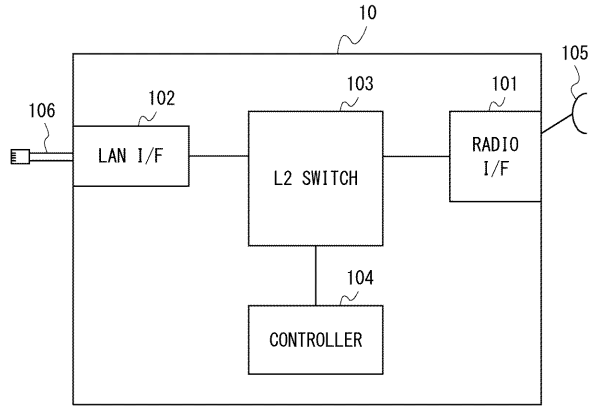 10
105
106
102
103
101
LAN I/F
L2 SWITCH
RADIO
I/F
104
CONTROLLER